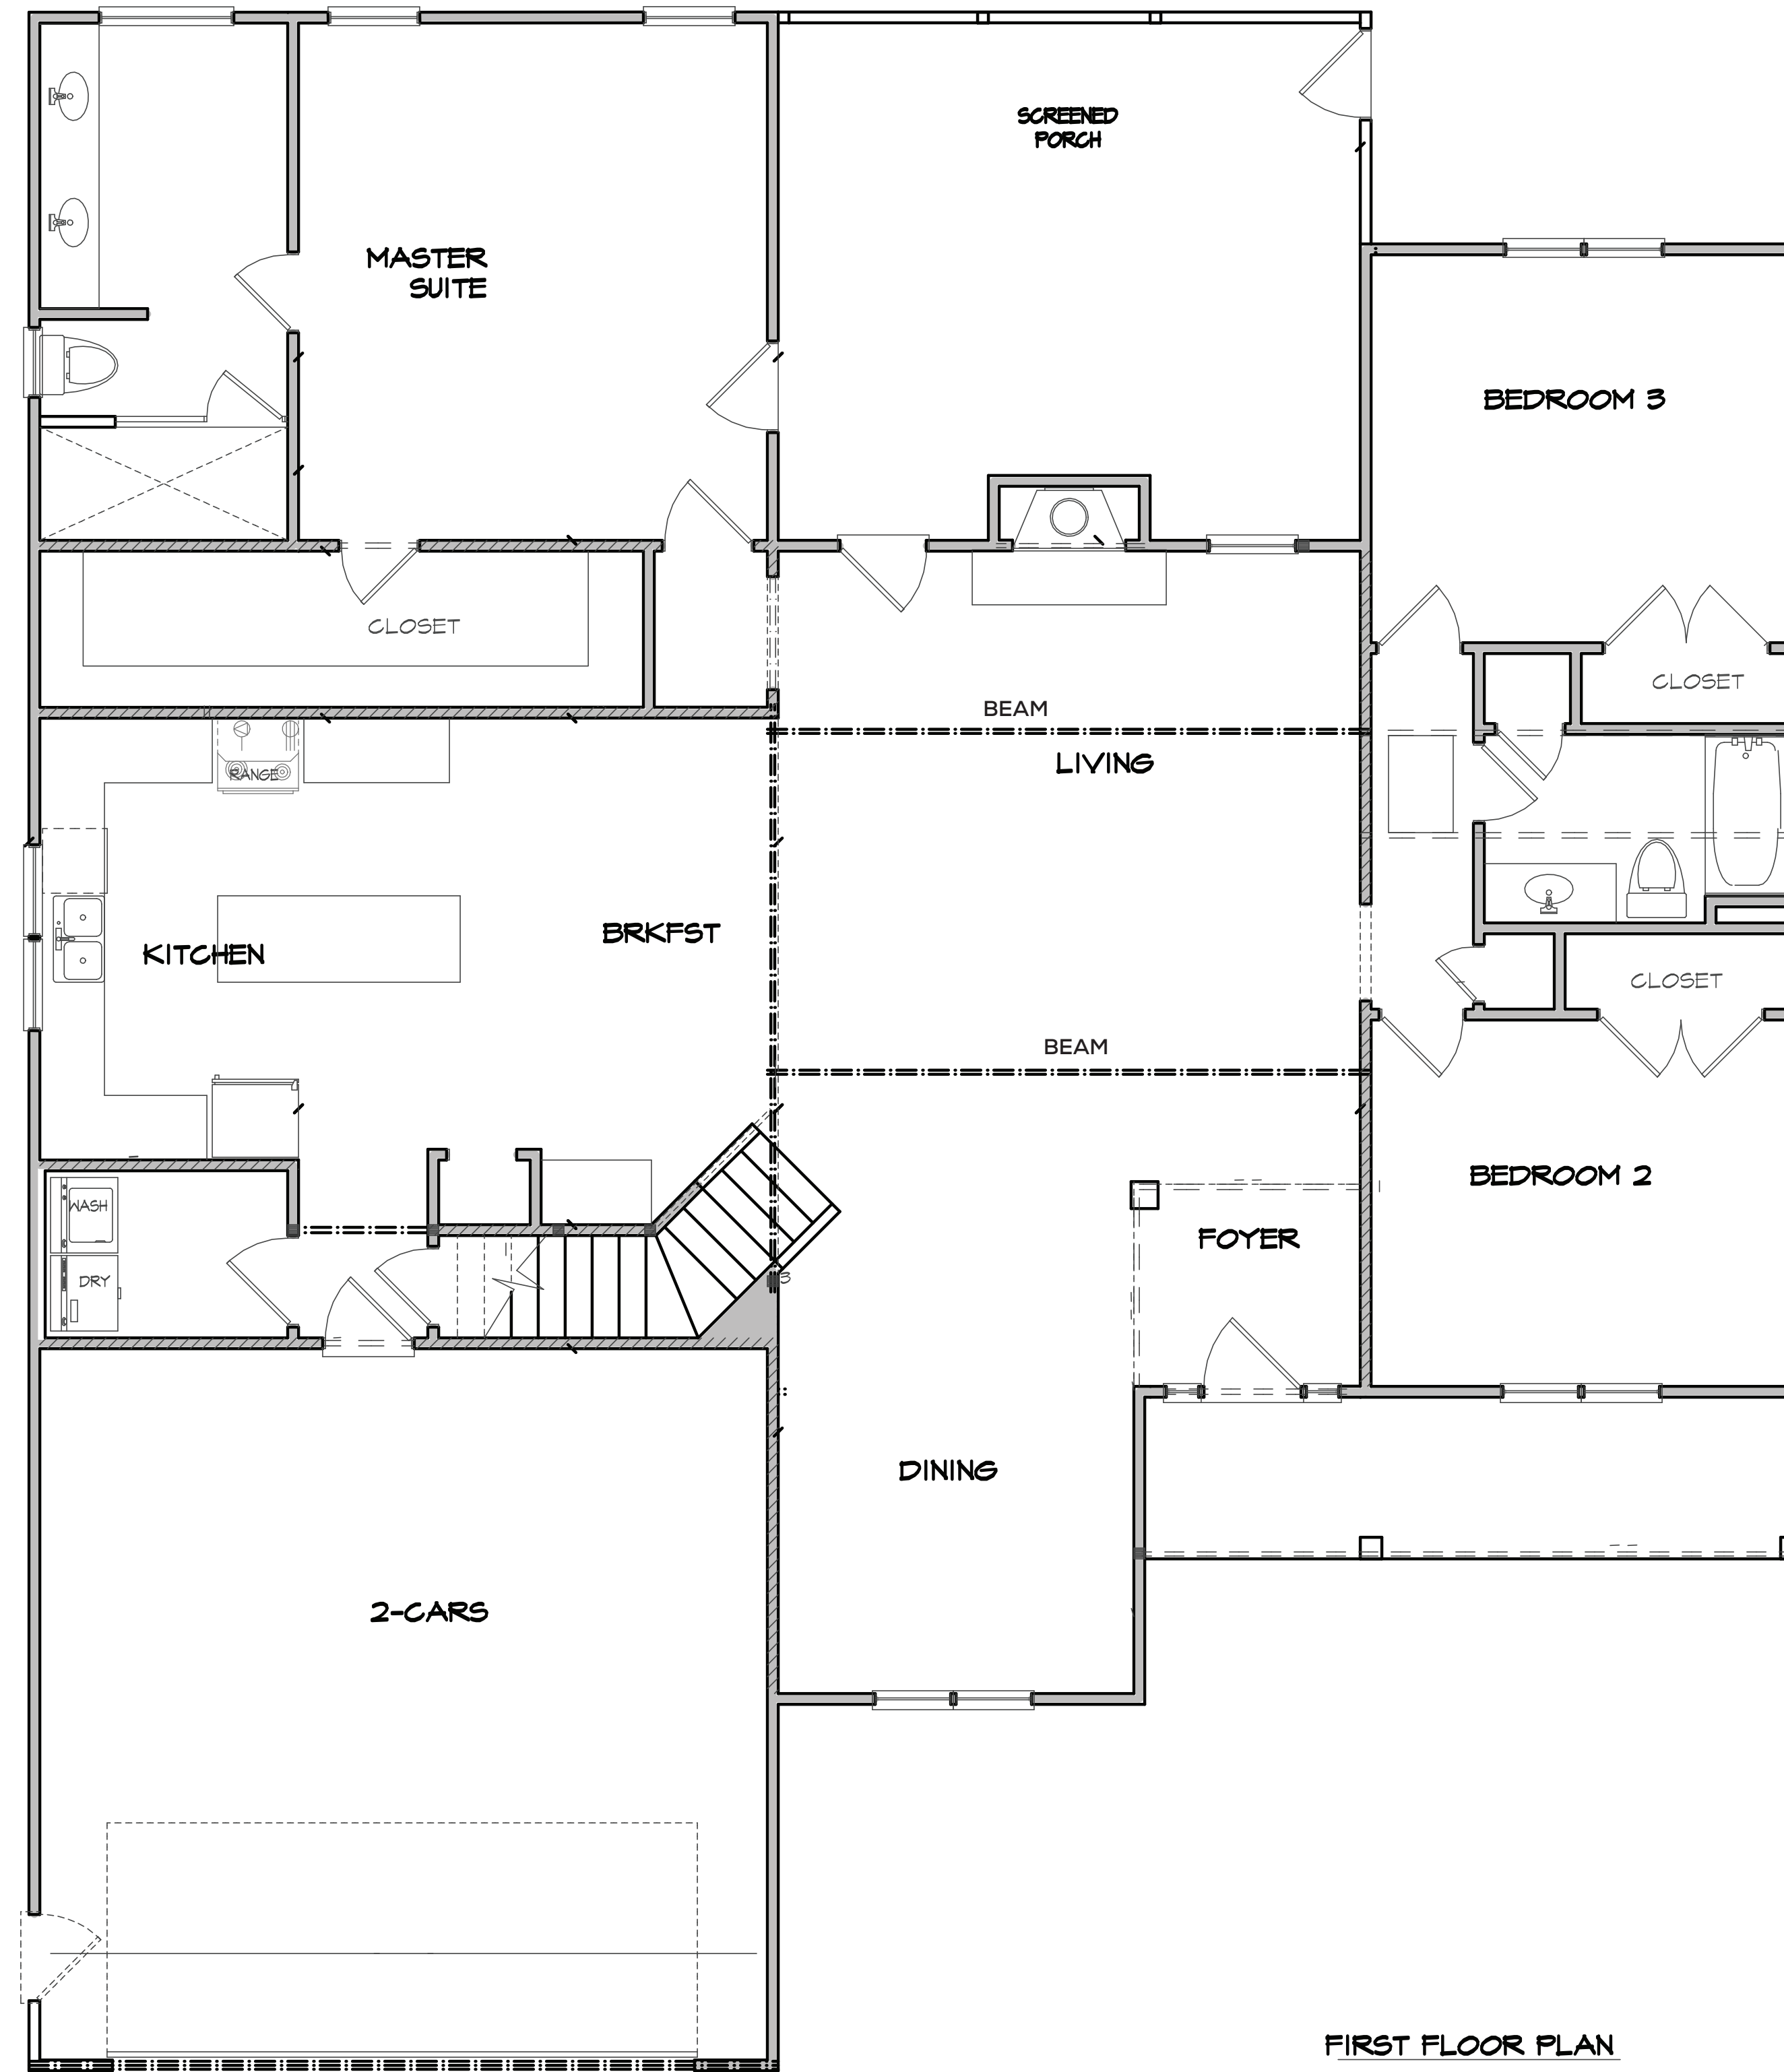 SCREENED
PORCH
MASTER
SUITE
BEDROOM 3
CLOSET
CLOSET
BEAM
LIVING
RANGE
BRKFST
KITCHEN
CLOSET
BEAM
BEDROOM 2
WASH
FOYER
DRY
3
DINING
2-CARS
FIRST FLOOR PLAN